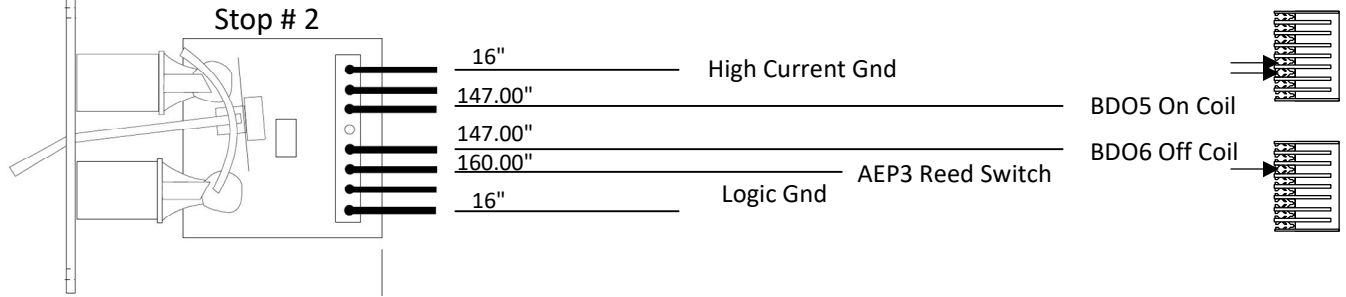 Stop # 2
16"
High Current Gnd
147.00"
BDO5 On Coil
147.00"
BDO6 Off Coil
160.00"
AEP3 Reed Switch
Logic Gnd
16"